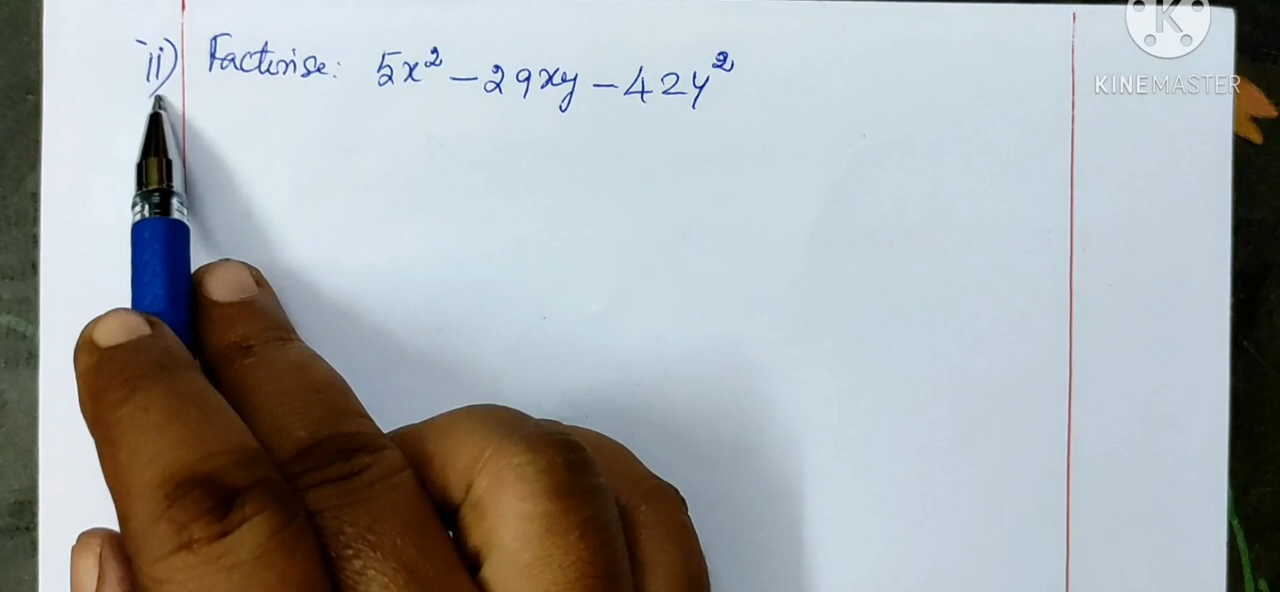 ii) Factorise: 5x² – 29xy – 42y²
K
KINEMASTER